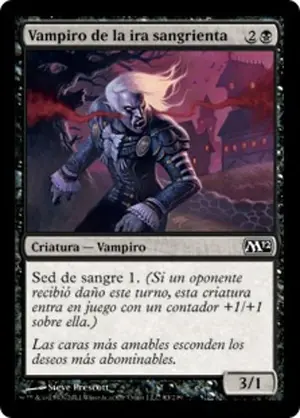 Vampiro de la ira sangrienta 2
Criatura — Vampiro M12
Sed de sangre 1. (Si un oponente
recibió daño este turno, esta criatura
entra en juego con un contador +1/+1
sobre ella.)
Las caras más amables esconden los
deseos más abominables.
Steve Prescott
3/1